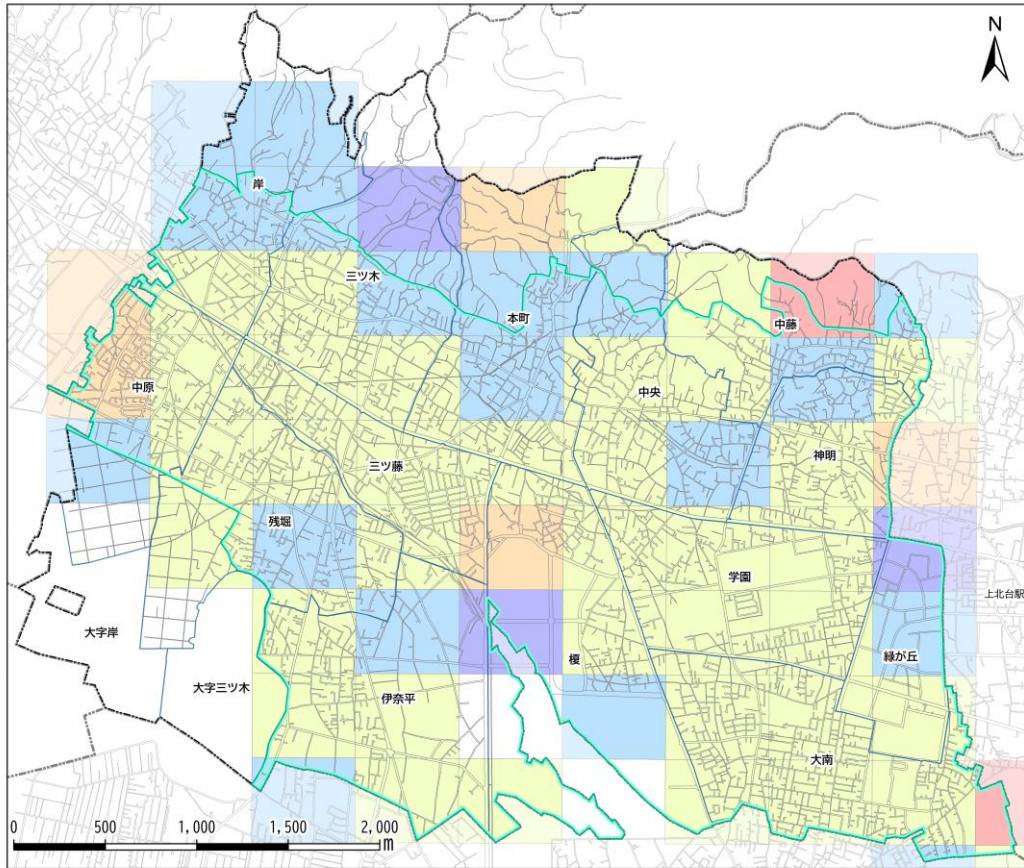 N
岸
三ツ木
本町
中藤
中原
中央
神明
三ツ藤
残堀
学園
上北台駅
大字岸
榎
緑が丘
大字三ツ木
伊奈平
大南
0 500 1,000 1,500 2,000
m